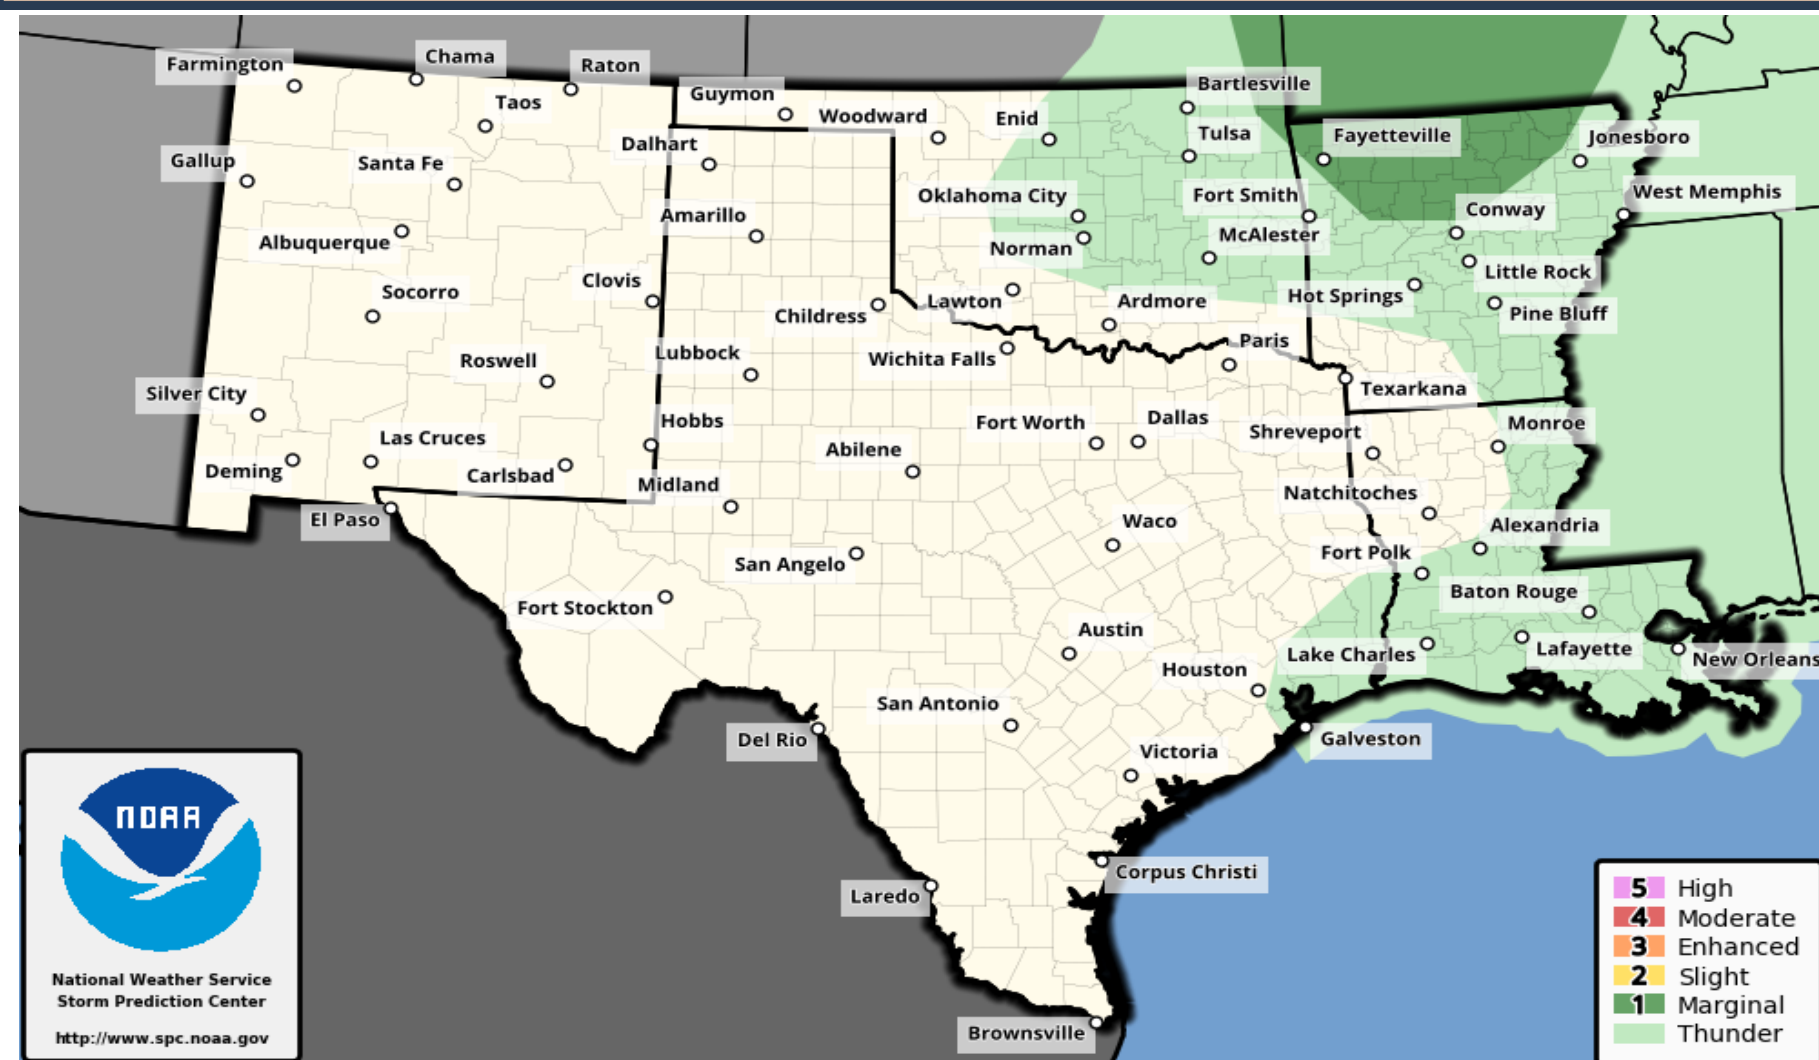 Farmington
Chama
Raton
Taos
Guymon
Woodward
Enid
Bartlesville
Tulsa
Fayetteville
Jonesboro
Dalhart
Gallup
Santa Fe
Oklahoma City
Fort Smith
Conway
West Memphis
Amarillo
Albuquerque
Norman
McAlester
Little Rock
Socorro
Clovis
Childress
Lawton
Ardmore
Hot Springs
Pine Bluff
Roswell
Lubbock
Wichita Falls
Paris
Texarkana
Silver City
Hobbs
Fort Worth
Dallas
Shreveport
Monroe
Las Cruces
Abilene
Deming
Carlsbad
Midland
Natchitoches
El Paso
Waco
Alexandria
San Angelo
Fort Polk
Fort Stockton
Baton Rouge
Austin
Lake Charles
Lafayette
New Orleans
Houston
San Antonio
Del Rio
Galveston
Victoria
Corpus Christi
Laredo
Brownsville
NOAA
National Weather Service
Storm Prediction Center
http://www.spc.noaa.gov
5 High
4 Moderate
3 Enhanced
2 Slight
1 Marginal
Thunder